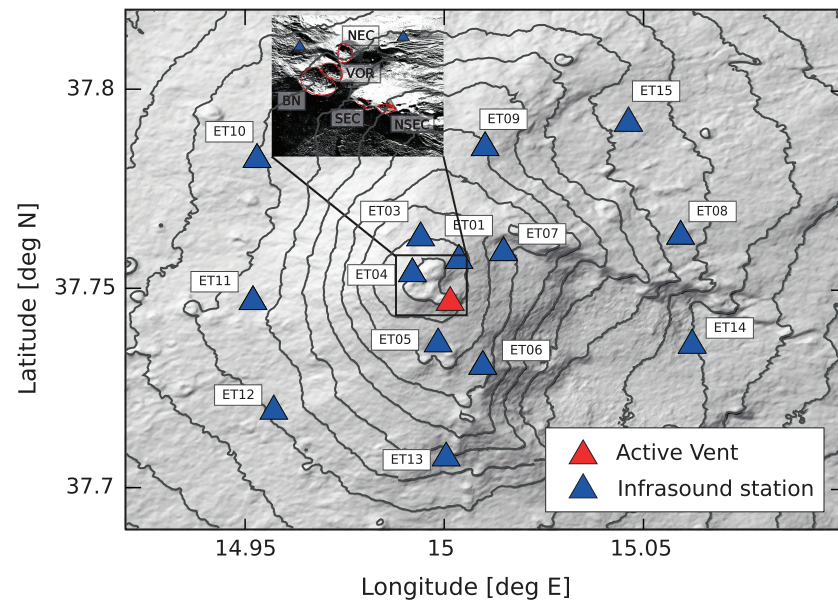 NEC
VOR
BN
SEC
NSEC
37.8
37.75
37.7
Latitude [deg N]
ET10
ET09
ET15
ET03
ET01
ET07
ET08
ET04
ET11
ET05
ET06
ET14
ET12
ET13
Active Vent
Infrasound station
14.95
15
15.05
Longitude [deg E]